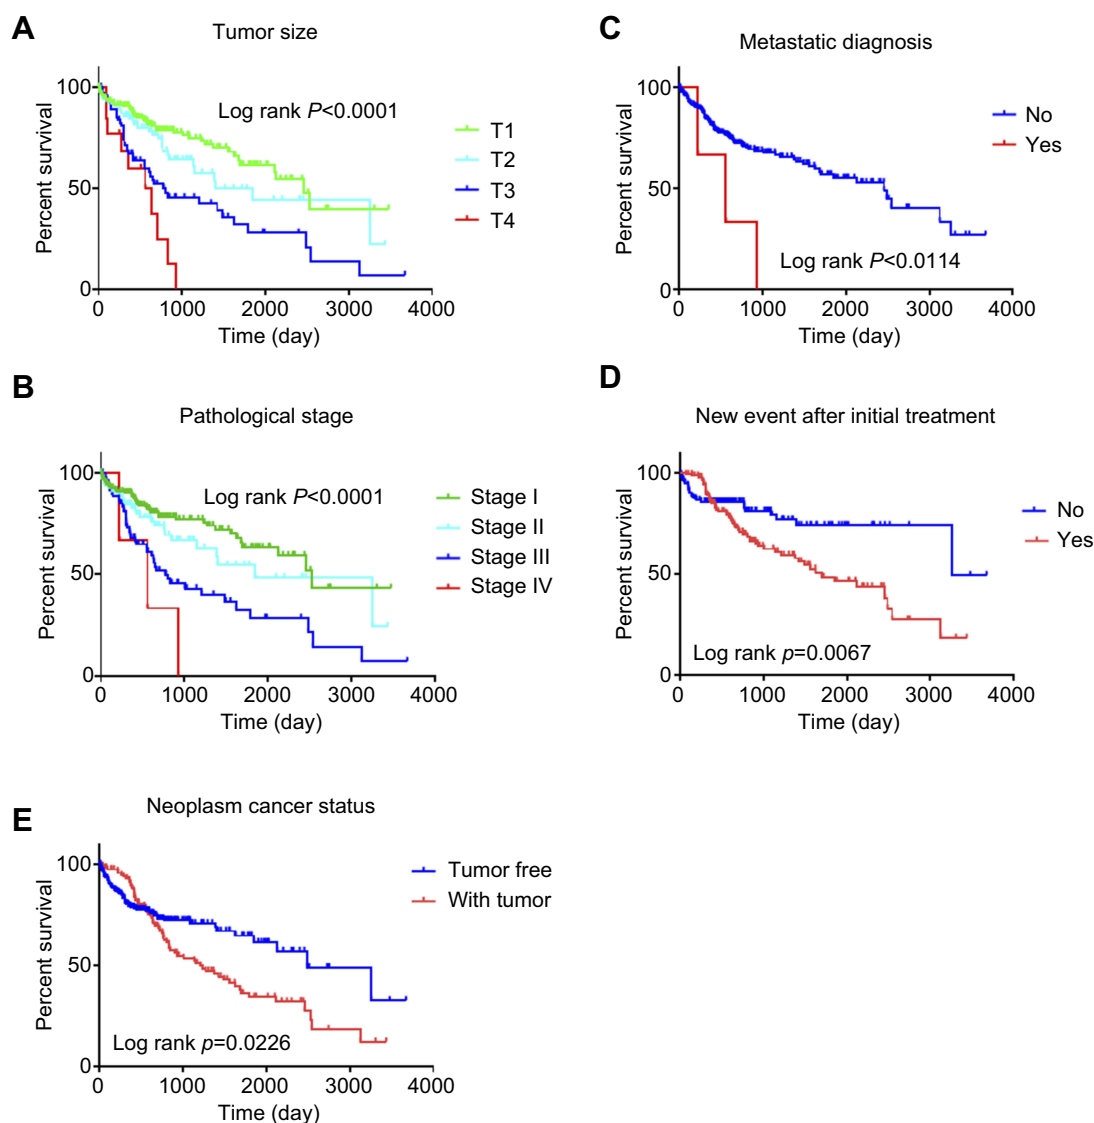 A
Tumor size
Percent survival
100
50
0
Log rank P<0.0001
T1
T2
T3
T4
0 1000 2000 3000 4000
Time (day)
B
Pathological stage
Percent survival
100
50
0
Log rank P<0.0001
Stage I
Stage II
Stage III
Stage IV
0 1000 2000 3000 4000
Time (day)
C
Metastatic diagnosis
Percent survival
100
50
0
No
Yes
Log rank P<0.0114
0 1000 2000 3000 4000
Time (day)
D
New event after initial treatment
Percent survival
100
50
0
No
Yes
Log rank p=0.0067
0 1000 2000 3000 4000
Time (day)
E
Neoplasm cancer status
Percent survival
100
50
0
Tumor free
With tumor
Log rank p=0.0226
0 1000 2000 3000 4000
Time (day)